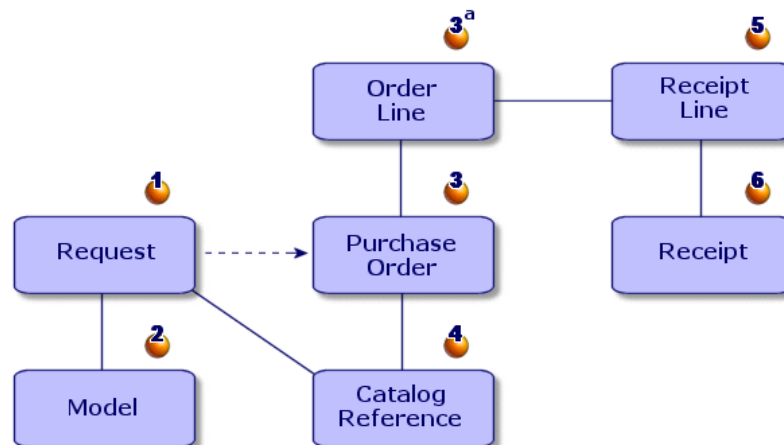 3a
5
Order
Line
Receipt
Line
1
3
6
Request
Purchase
Order
Receipt
2
4
Model
Catalog
Reference